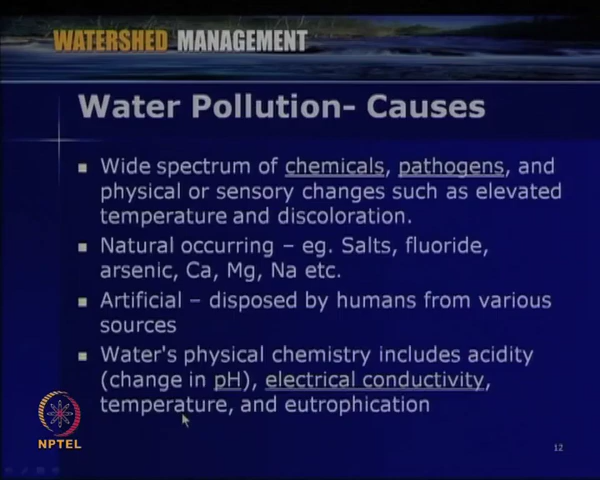 WATERSHED MANAGEMENT
Water Pollution- Causes
Wide spectrum of chemicals, pathogens, and
physical or sensory changes such as elevated
temperature and discoloration.
Natural occurring – eg. Salts, fluoride,
arsenic, Ca, Mg, Na etc.
Artificial – disposed by humans from various
sources
Water's physical chemistry includes acidity
(change in pH), electrical conductivity,
temperature, and eutrophication
NPTEL
12